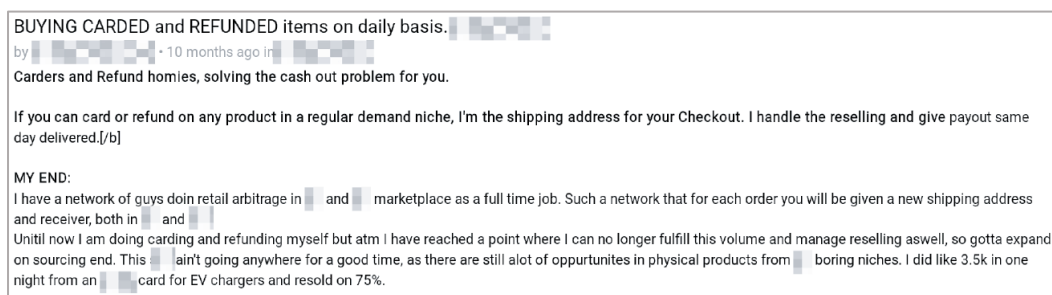 BUYING CARDED and REFUNDED items on daily basis.
by • 10 months ago in
Carders and Refund homies, solving the cash out problem for you.
If you can card or refund on any product in a regular demand niche, I'm the shipping address for your Checkout. I handle the reselling and give payout same
day delivered.[/b]
MY END:
I have a network of guys doin retail arbitrage in and marketplace as a full time job. Such a network that for each order you will be given a new shipping address
and receiver, both in and
Unitil now I am doing carding and refunding myself but atm I have reached a point where I can no longer fulfill this volume and manage reselling aswell, so gotta expand
on sourcing end. This ain't going anywhere for a good time, as there are still alot of oppurtunites in physical products from boring niches. I did like 3.5k in one
night from an card for EV chargers and resold on 75%.